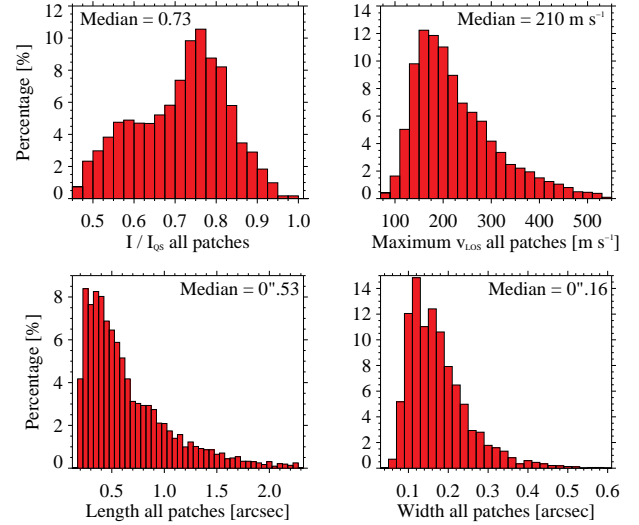 Median = 0.73
Percentage [%]
12
10
8
6
4
2
0
0.5 0.6 0.7 0.8 0.9 1.0
I / I_QS all patches
Median = 210 m s⁻¹
14
12
10
8
6
4
2
0
100 200 300 400 500
Maximum v_LOS all patches [m s⁻¹]
Median = 0".53
Percentage [%]
8
6
4
2
0
0.5 1.0 1.5 2.0
Length all patches [arcsec]
Median = 0".16
14
12
10
8
6
4
2
0
0.1 0.2 0.3 0.4 0.5 0.6
Width all patches [arcsec]